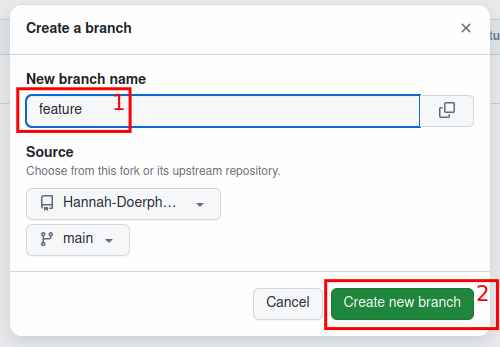 Create a branch
New branch name
feature
1
Source
Choose from this fork or its upstream repository.
Hannah-Doerph...
main
Cancel
Create new branch
2